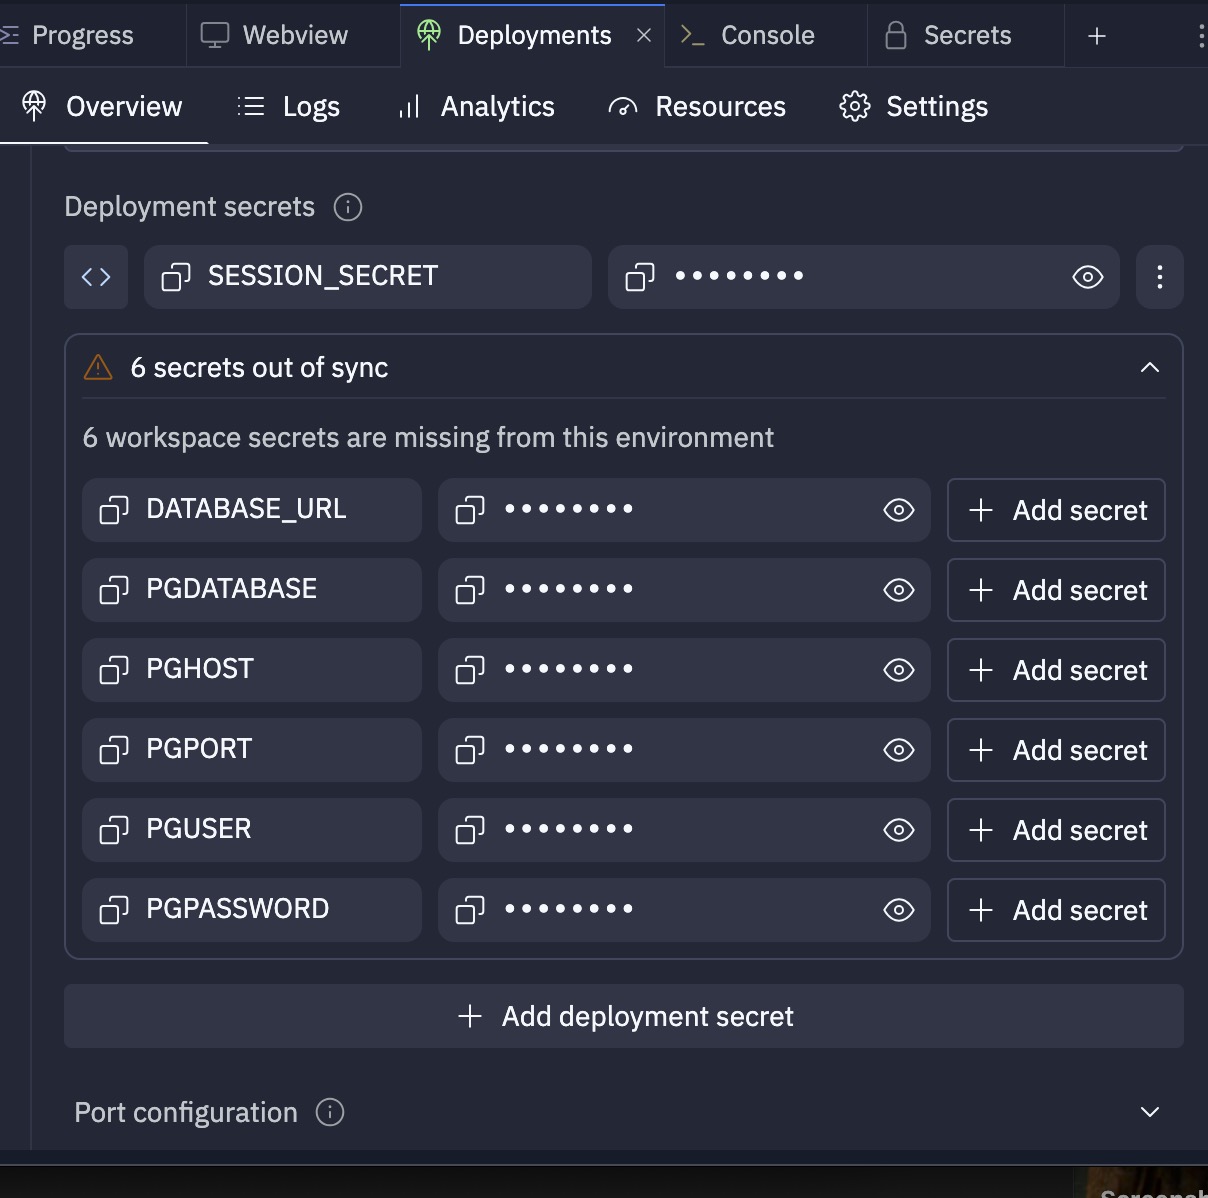 Progress
Webview
Deployments
Console
Secrets
Overview
Logs
Analytics
Resources
Settings
Deployment secrets
SESSION_SECRET ••••••••
6 secrets out of sync
6 workspace secrets are missing from this environment
DATABASE_URL •••••••• + Add secret
PGDATABASE •••••••• + Add secret
PGHOST •••••••• + Add secret
PGPORT •••••••• + Add secret
PGUSER •••••••• + Add secret
PGPASSWORD •••••••• + Add secret
+ Add deployment secret
Port configuration